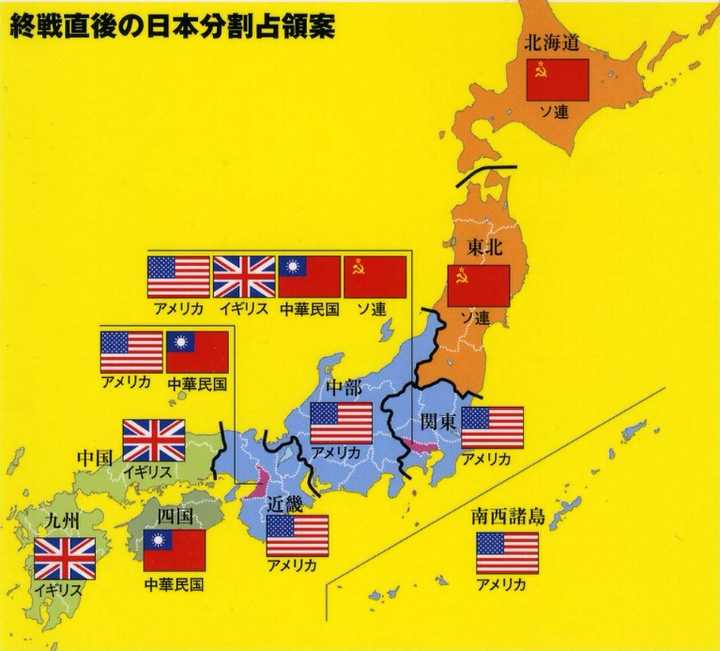 終戦直後の日本分割占領案
北海道
ソ連
東北
ソ連
アメリカ
イギリス
中華民国
ソ連
アメリカ
中華民国
中部
アメリカ
関東
アメリカ
中国
イギリス
近畿
アメリカ
四国
中華民国
九州
イギリス
南西諸島
アメリカ